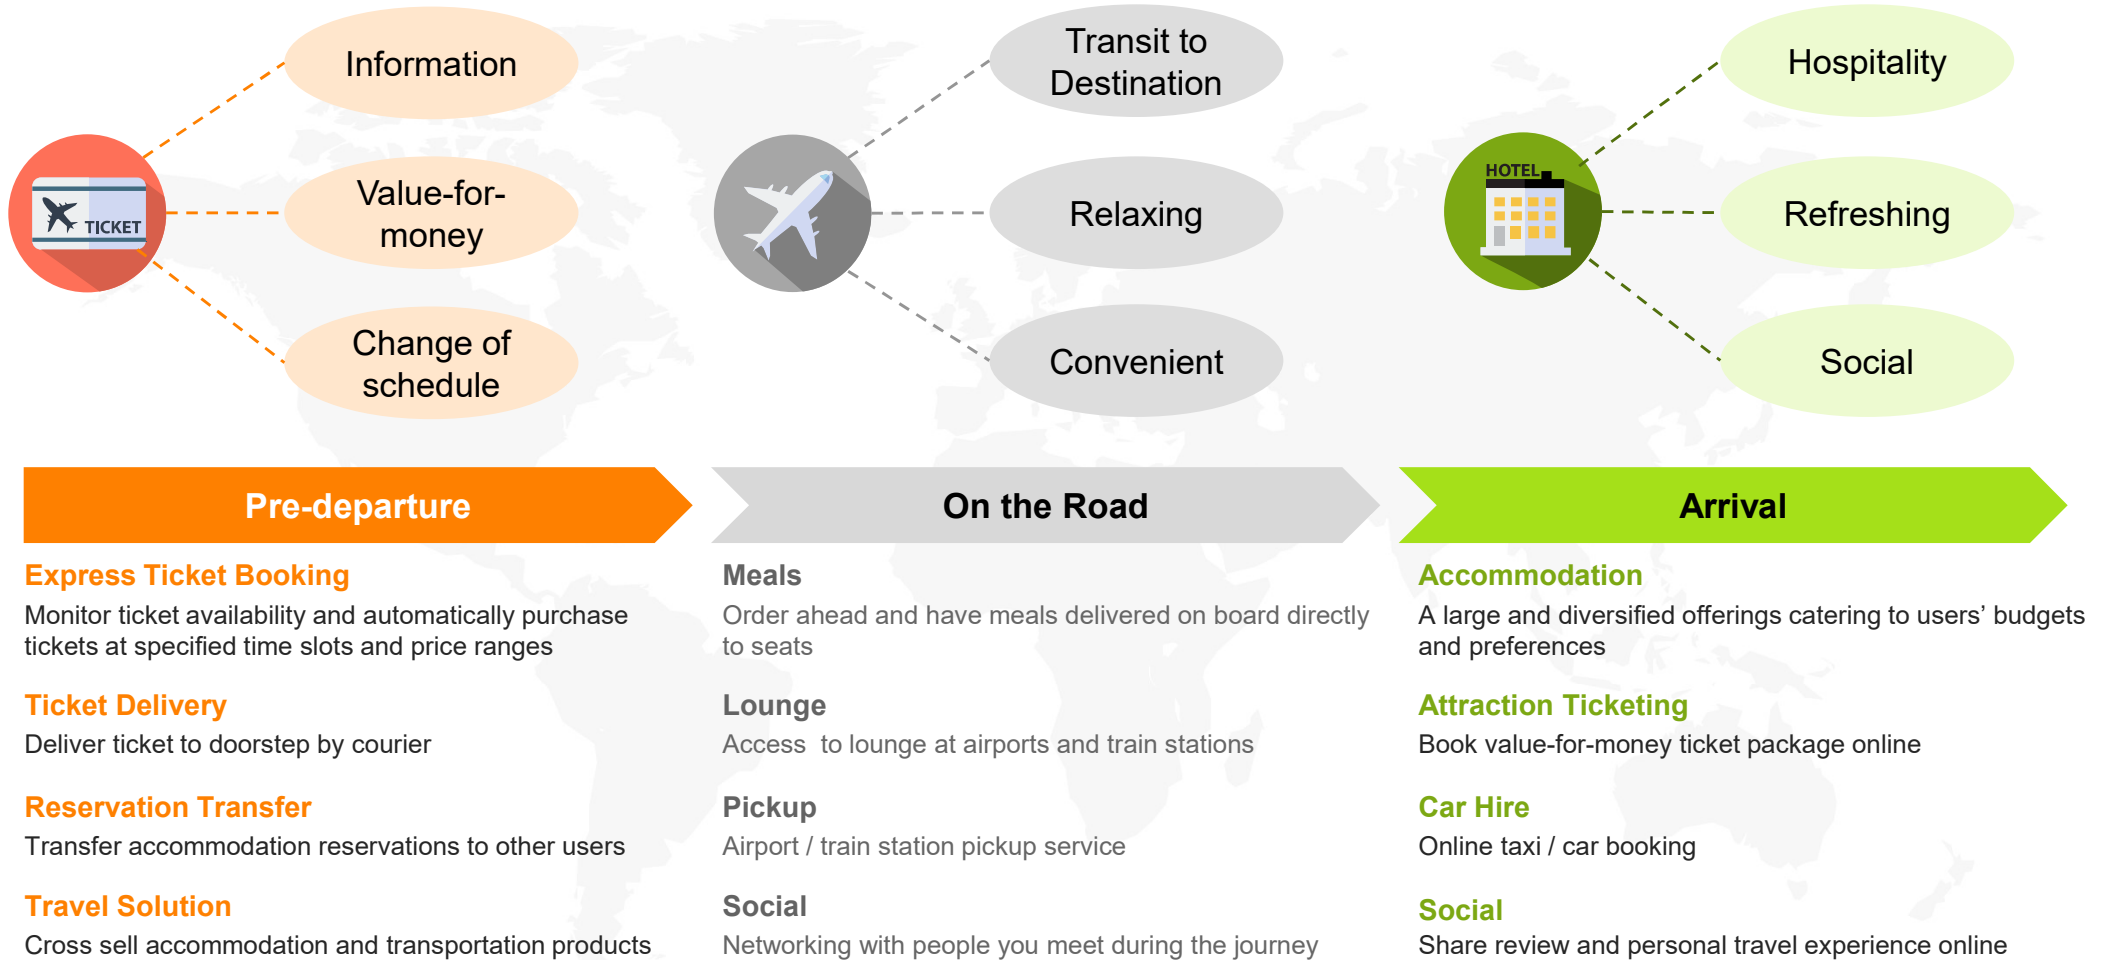 Information
Value-for-
money
Change of
schedule
TICKET
Transit to
Destination
Relaxing
Convenient
HOTEL
Hospitality
Refreshing
Social
Pre-departure
On the Road
Arrival
Express Ticket Booking
Monitor ticket availability and automatically purchase
tickets at specified time slots and price ranges
Ticket Delivery
Deliver ticket to doorstep by courier
Reservation Transfer
Transfer accommodation reservations to other users
Travel Solution
Cross sell accommodation and transportation products
Meals
Order ahead and have meals delivered on board directly
to seats
Lounge
Access  to lounge at airports and train stations
Pickup
Airport / train station pickup service
Social
Networking with people you meet during the journey
Accommodation
A large and diversified offerings catering to users’ budgets
and preferences
Attraction Ticketing
Book value-for-money ticket package online
Car Hire
Online taxi / car booking
Social
Share review and personal travel experience online